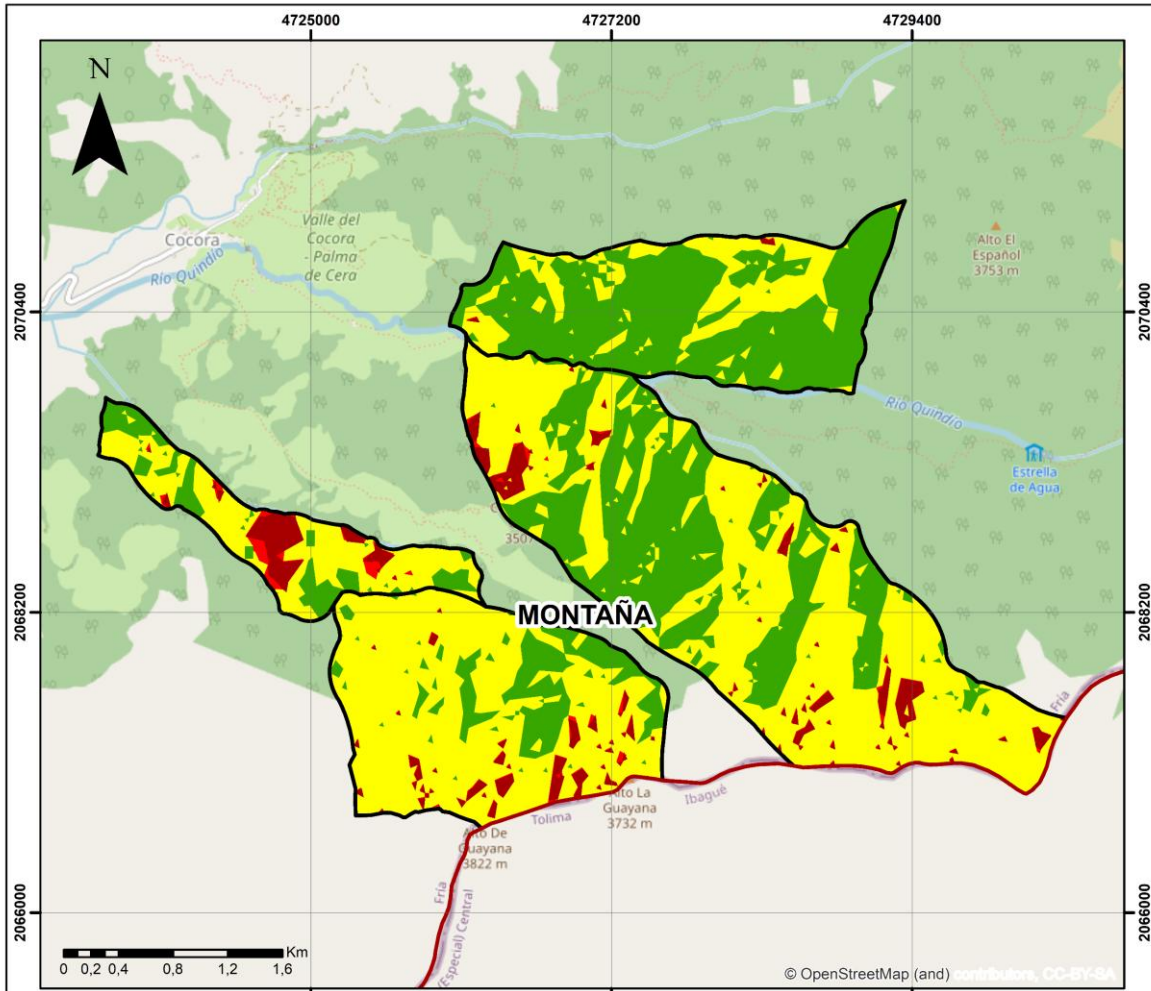 4725000
4727200
4729400
N
Valle del
Cocora
- Palma
de Cera
Cocora
Río Quindío
Alto El
Español
3753 m
2070400
2070400
Río Quindío
Estrella
de Agua
3507
2068200
MONTAÑA
2068200
Fría
Alto La
Guayana
3732 m
Ibagué
Tolima
Alto De
Guayana
3822 m
Fría
(Especial) Central
2066000
2066000
Km
0 0,2 0,4 0,8 1,2 1,6
© OpenStreetMap (and) contributors, CC-BY-SA